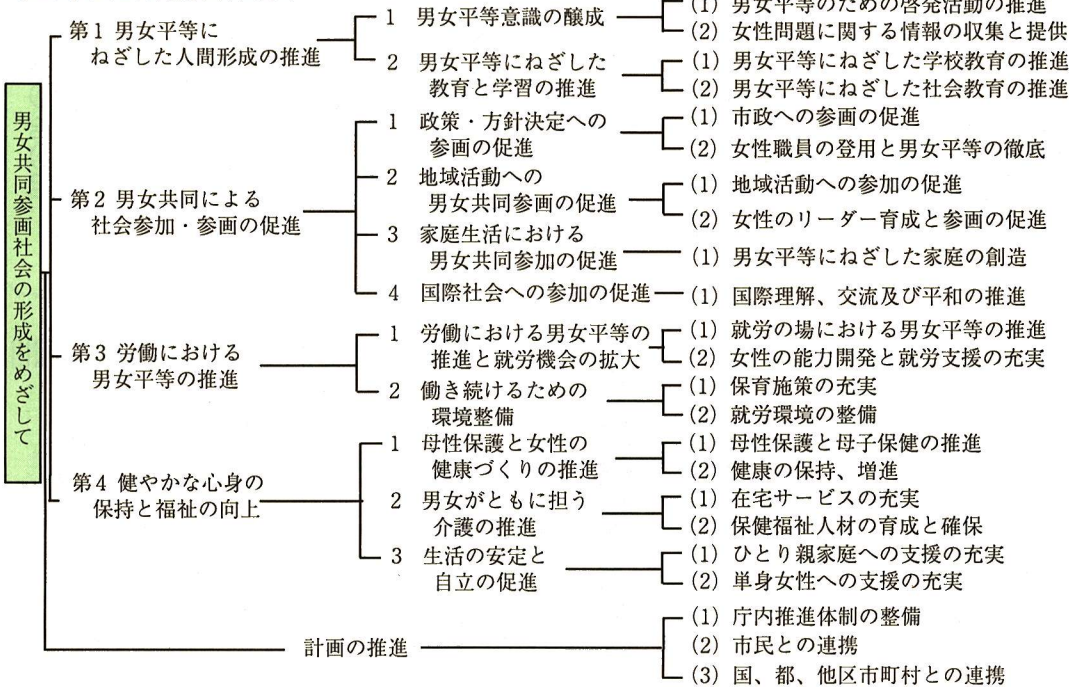 男女共同参画社会の形成をめざして
第1 男女平等に
ねざした人間形成の推進
1 男女平等意識の醸成
(1) 男女平等のための啓発活動の推進
(2) 女性問題に関する情報の収集と提供
2 男女平等にねざした
教育と学習の推進
(1) 男女平等にねざした学校教育の推進
(2) 男女平等にねざした社会教育の推進
第2 男女共同による
社会参加・参画の促進
1 政策・方針決定への
参画の促進
(1) 市政への参画の促進
(2) 女性職員の登用と男女平等の徹底
2 地域活動への
男女共同参画の促進
(1) 地域活動への参加の促進
(2) 女性のリーダー育成と参画の促進
3 家庭生活における
男女共同参加の促進
(1) 男女平等にねざした家庭の創造
4 国際社会への参加の促進
(1) 国際理解、交流及び平和の推進
第3 労働における
男女平等の推進
1 労働における男女平等の
推進と就労機会の拡大
(1) 就労の場における男女平等の推進
(2) 女性の能力開発と就労支援の充実
2 働き続けるための
環境整備
(1) 保育施策の充実
(2) 就労環境の整備
第4 健やかな心身の
保持と福祉の向上
1 母性保護と女性の
健康づくりの推進
(1) 母性保護と母子保健の推進
(2) 健康の保持、増進
2 男女がともに担う
介護の推進
(1) 在宅サービスの充実
(2) 保健福祉人材の育成と確保
3 生活の安定と
自立の促進
(1) ひとり親家庭への支援の充実
(2) 単身女性への支援の充実
計画の推進
(1) 庁内推進体制の整備
(2) 市民との連携
(3) 国、都、他区市町村との連携